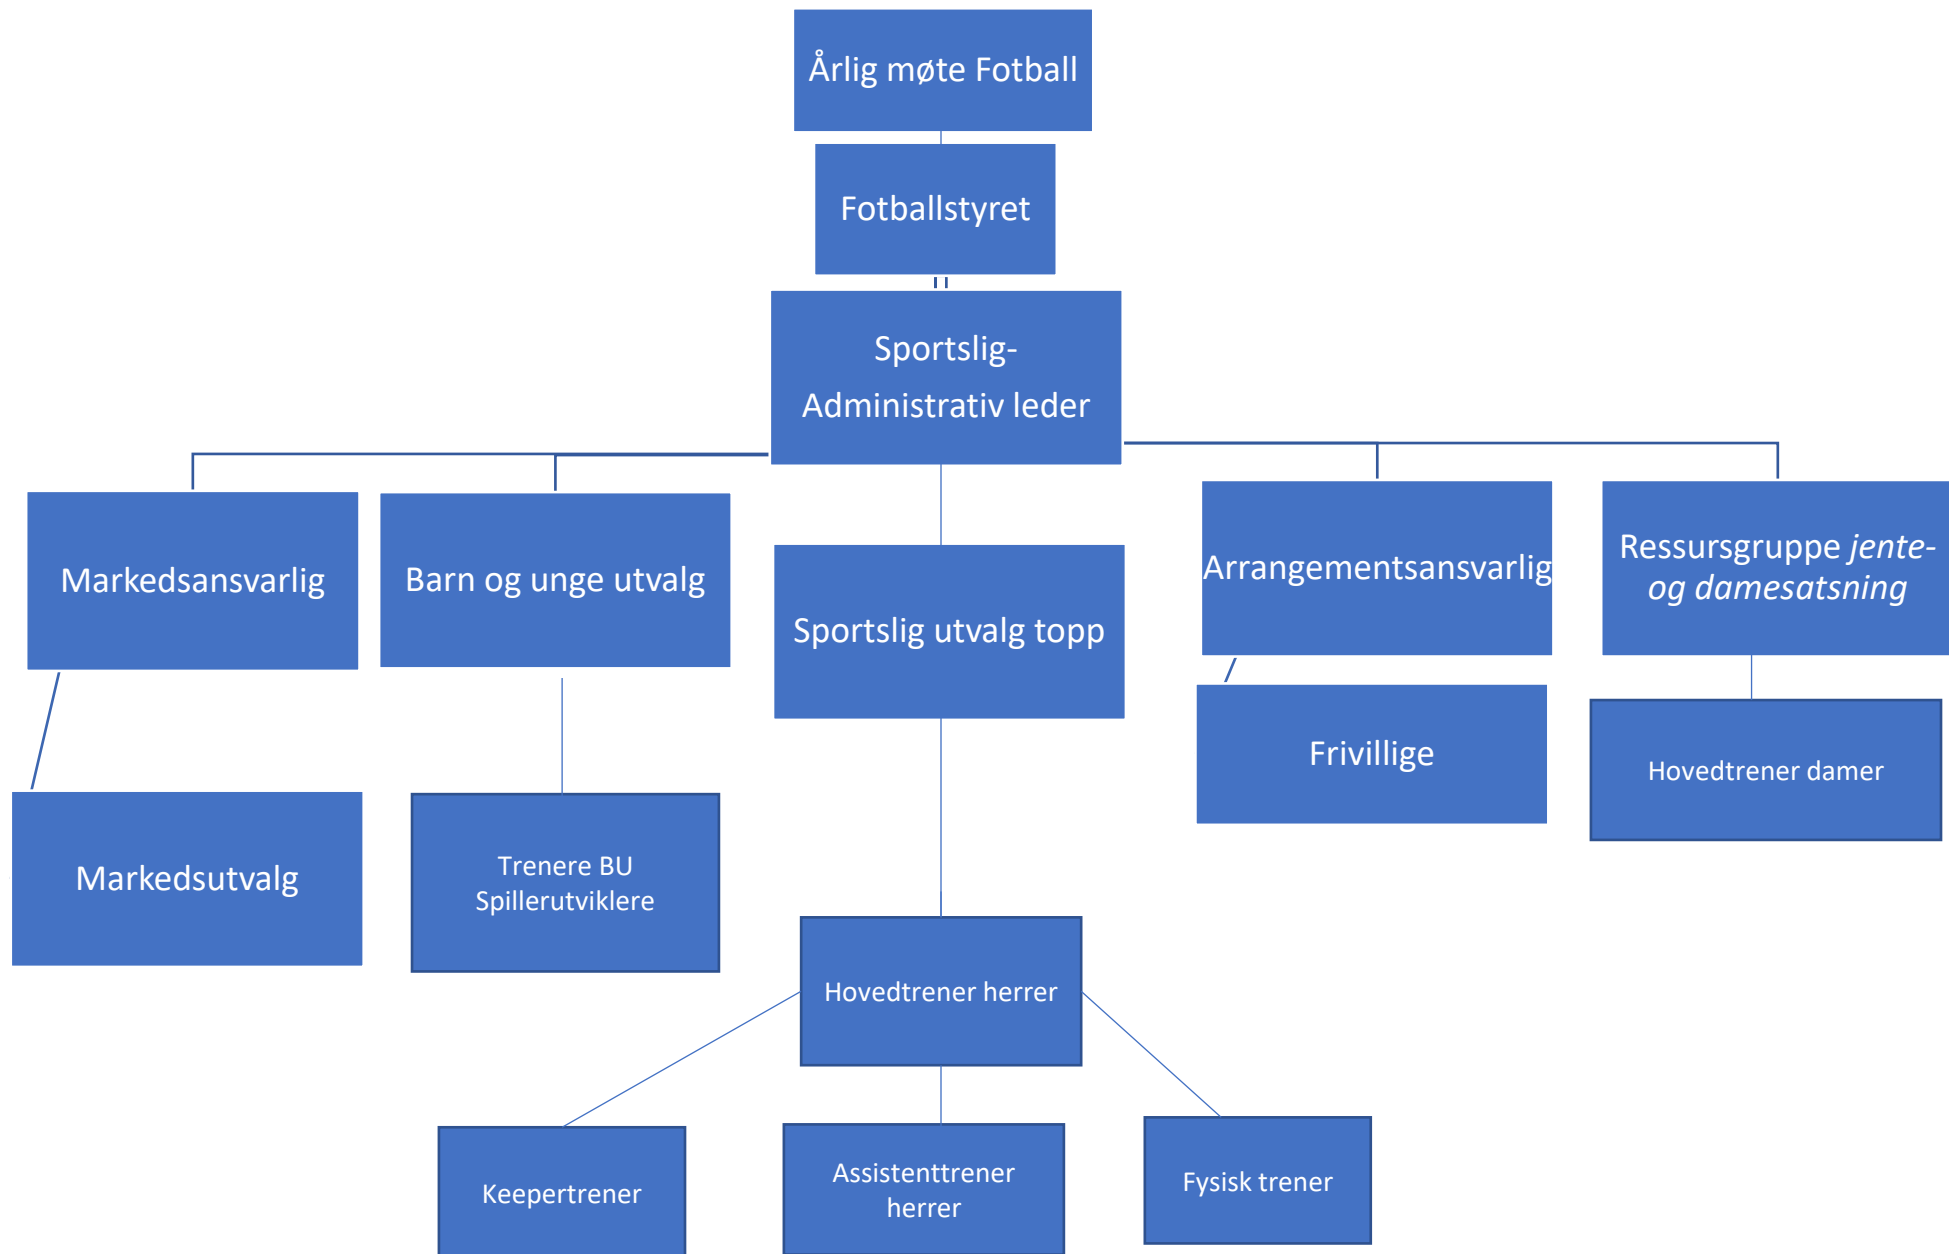 Årlig møte Fotball
Fotballstyret
Sportslig-
Administrativ leder
Markedsansvarlig
Barn og unge utvalg
Sportslig utvalg topp
Arrangementsansvarlig
Ressursgruppe jente-
og damesatsning
Markedsutvalg
Trenere BU
Spillerutviklere
Frivillige
Hovedtrener damer
Hovedtrener herrer
Keepertrener
Assistenttrener
herrer
Fysisk trener